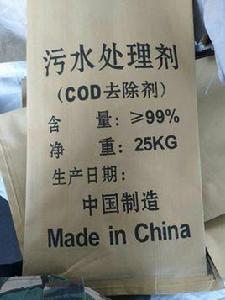 污水处理剂
(COD去除剂)
含 量: ≥99%
净 重: 25KG
生产日期:
中国制造
Made in China